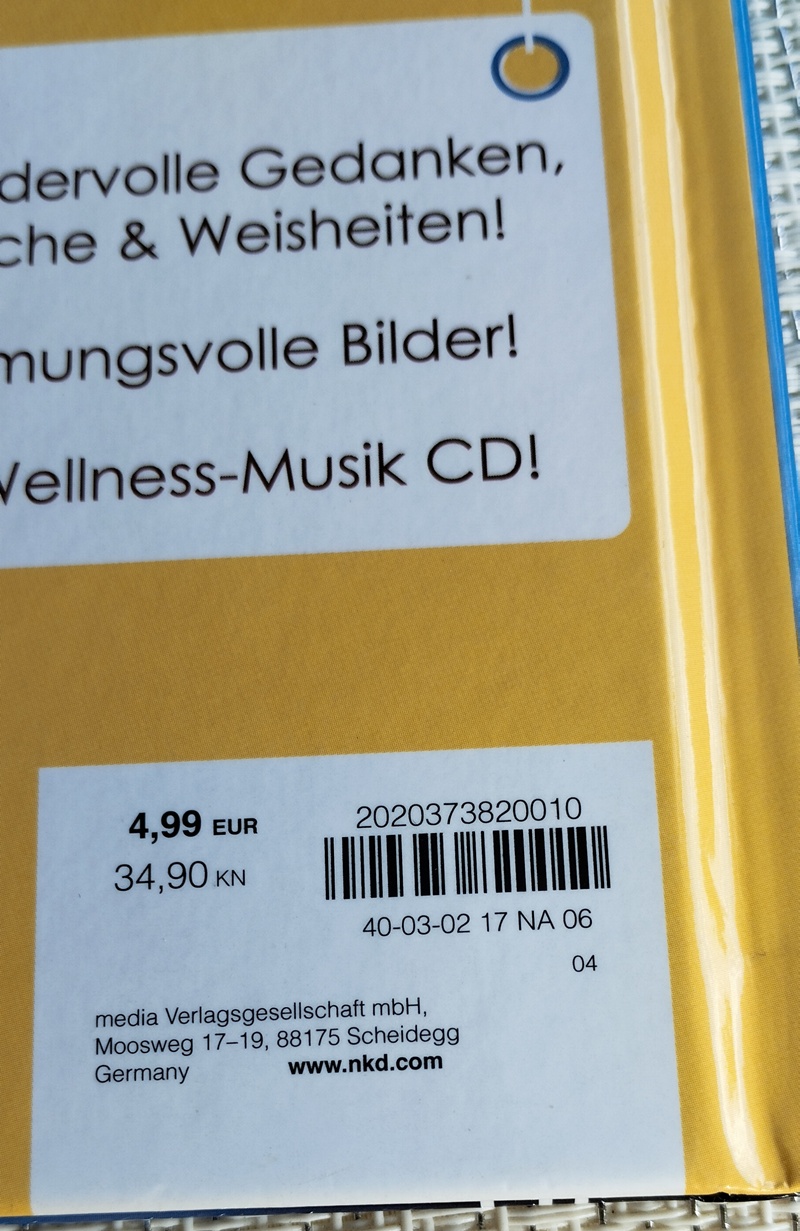 dervolle Gedanken,
che & Weisheiten!
mungsvolle Bilder!
Wellness-Musik CD!
4,99 EUR
34,90 KN
2020373820010
40-03-02 17 NA 06
04
media Verlagsgesellschaft mbH,
Moosweg 17–19, 88175 Scheidegg
Germany www.nkd.com